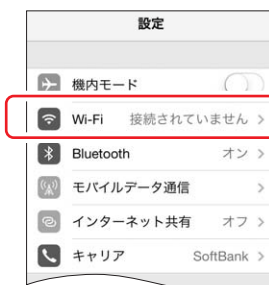 設定
機内モード
Wi-Fi 接続されていません
Bluetooth オン
モバイルデータ通信
インターネット共有 オフ
キャリア SoftBank